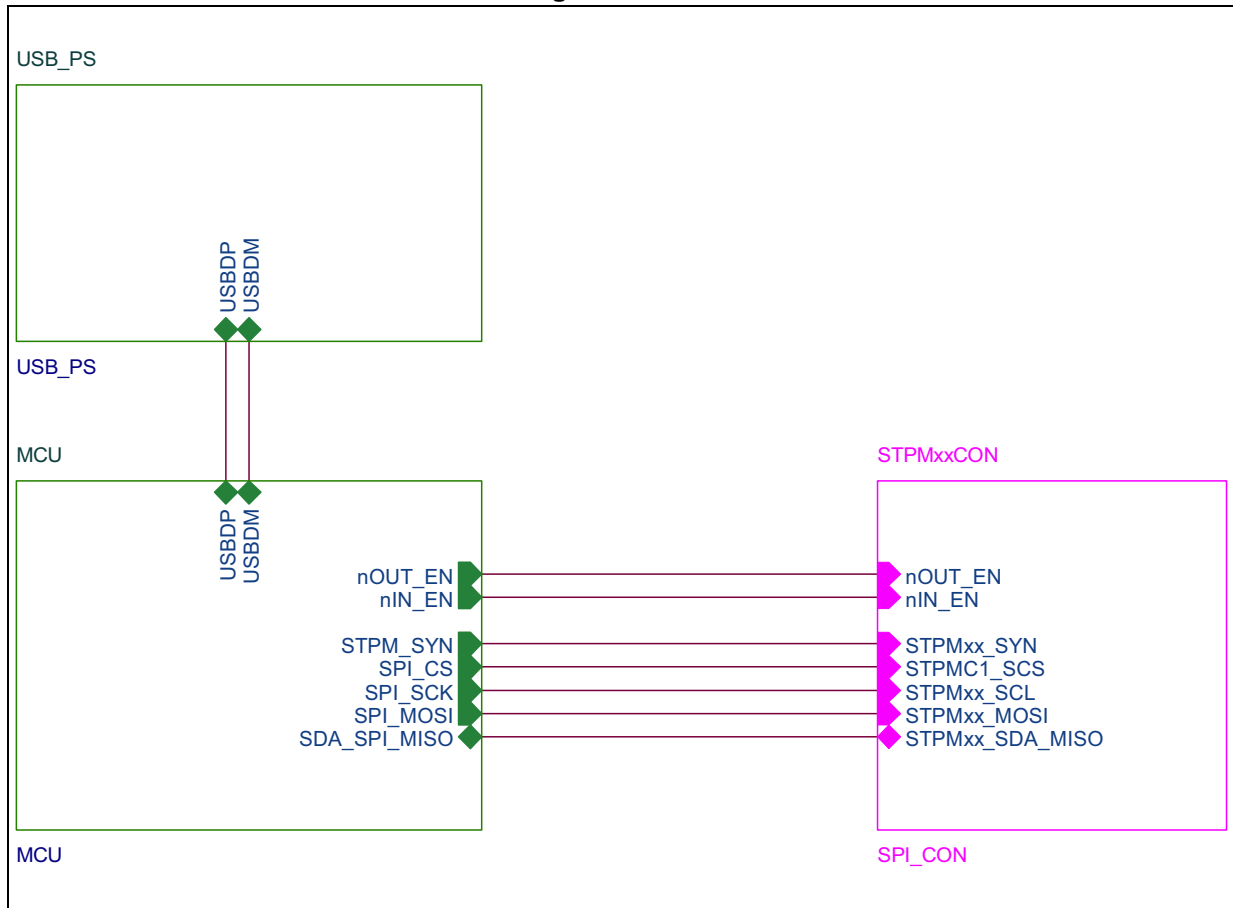 USB_PS
USBDP
USBDM
USB_PS
MCU
STPMxxCON
USBDP
USBDM
nOUT_EN
nOUT_EN
nIN_EN
nIN_EN
STPM_SYN
STPMxx_SYN
SPI_CS
STPMC1_SCS
SPI_SCK
STPMxx_SCL
SPI_MOSI
STPMxx_MOSI
SDA_SPI_MISO
STPMxx_SDA_MISO
MCU
SPI_CON